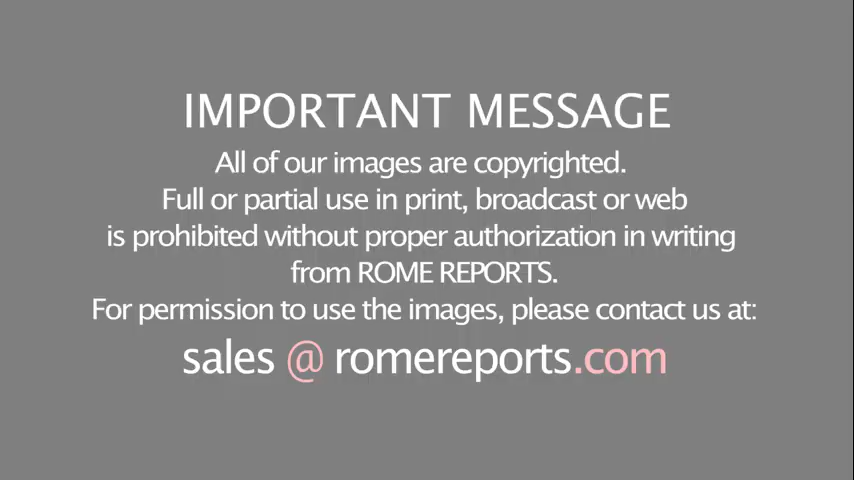 IMPORTANT MESSAGE
All of our images are copyrighted.
Full or partial use in print, broadcast or web
is prohibited without proper authorization in writing
from ROME REPORTS.
For permission to use the images, please contact us at:
sales @ romereports.com